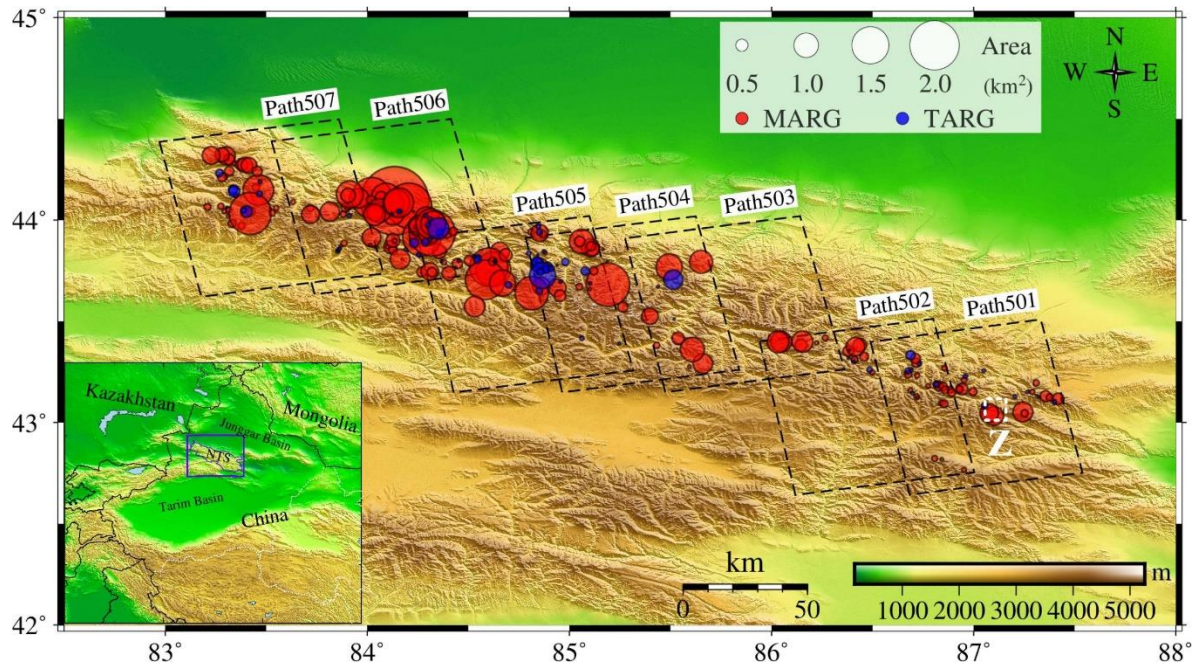 45°
44°
43°
42°
Area
0.5 1.0 1.5 2.0 (km²)
MARG TARG
N
W E
S
Path507
Path506
Path505
Path504
Path503
Path502
Path501
Z
Kazakhstan
Mongolia
Junggar Basin
NTS
Tarim Basin
China
km
0 50
m
1000 2000 3000 4000 5000
83° 84° 85° 86° 87° 88°